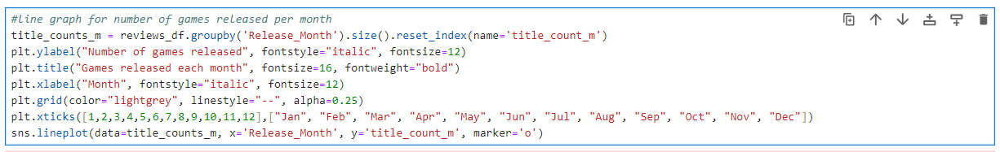 #line graph for number of games released per month
title_counts_m = reviews_df.groupby('Release_Month').size().reset_index(name='title_count_m')
plt.ylabel("Number of games released", fontstyle="italic", fontsize=12)
plt.title("Games released each month", fontsize=16, fontweight="bold")
plt.xlabel("Month", fontstyle="italic", fontsize=12)
plt.grid(color="lightgrey", linestyle="--", alpha=0.25)
plt.xticks([1,2,3,4,5,6,7,8,9,10,11,12],["Jan", "Feb", "Mar", "Apr", "May", "Jun", "Jul", "Aug", "Sep", "Oct", "Nov", "Dec"])
sns.lineplot(data=title_counts_m, x='Release_Month', y='title_count_m', marker='o')